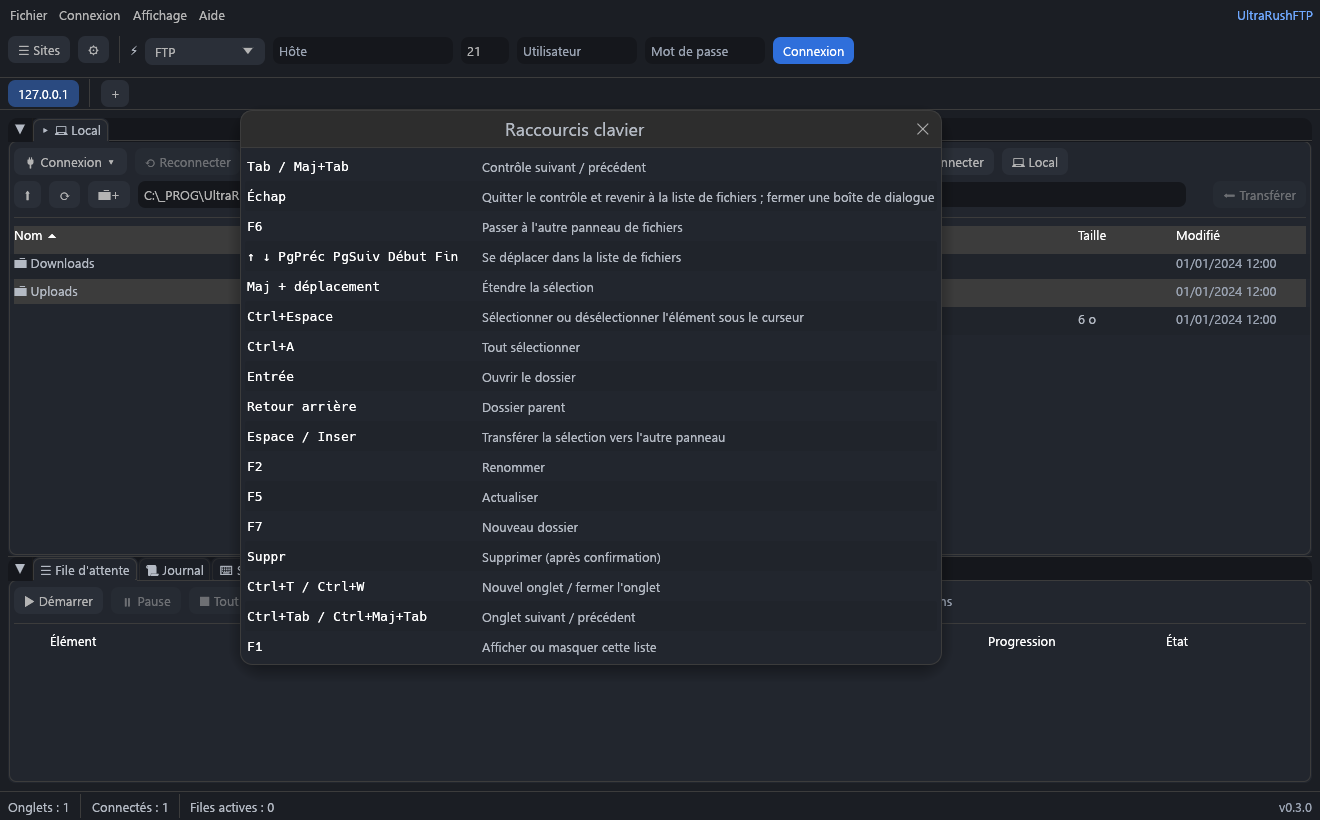 Fichier Connexion Affichage Aide UltraRushFTP
Sites FTP Hôte 21 Utilisateur Mot de passe Connexion
127.0.0.1 +
Local
Raccourcis clavier
Connexion Reconnecter Local
C:\_PROG\UltraR Transférer
Nom Taille Modifié
Downloads 01/01/2024 12:00
Uploads 01/01/2024 12:00
6 o 01/01/2024 12:00
Tab / Maj+Tab Contrôle suivant / précédent
Échap Quitter le contrôle et revenir à la liste de fichiers ; fermer une boîte de dialogue
F6 Passer à l'autre panneau de fichiers
↑ ↓ PgPréc PgSuiv Début Fin Se déplacer dans la liste de fichiers
Maj + déplacement Étendre la sélection
Ctrl+Espace Sélectionner ou désélectionner l'élément sous le curseur
Ctrl+A Tout sélectionner
Entrée Ouvrir le dossier
Retour arrière Dossier parent
Espace / Inser Transférer la sélection vers l'autre panneau
F2 Renommer
F5 Actualiser
F7 Nouveau dossier
Suppr Supprimer (après confirmation)
Ctrl+T / Ctrl+W Nouvel onglet / fermer l'onglet
Ctrl+Tab / Ctrl+Maj+Tab Onglet suivant / précédent
F1 Afficher ou masquer cette liste
File d'attente Journal
Démarrer Pause Tout
Élément Progression État
Onglets : 1 Connectés : 1 Files actives : 0 v0.3.0